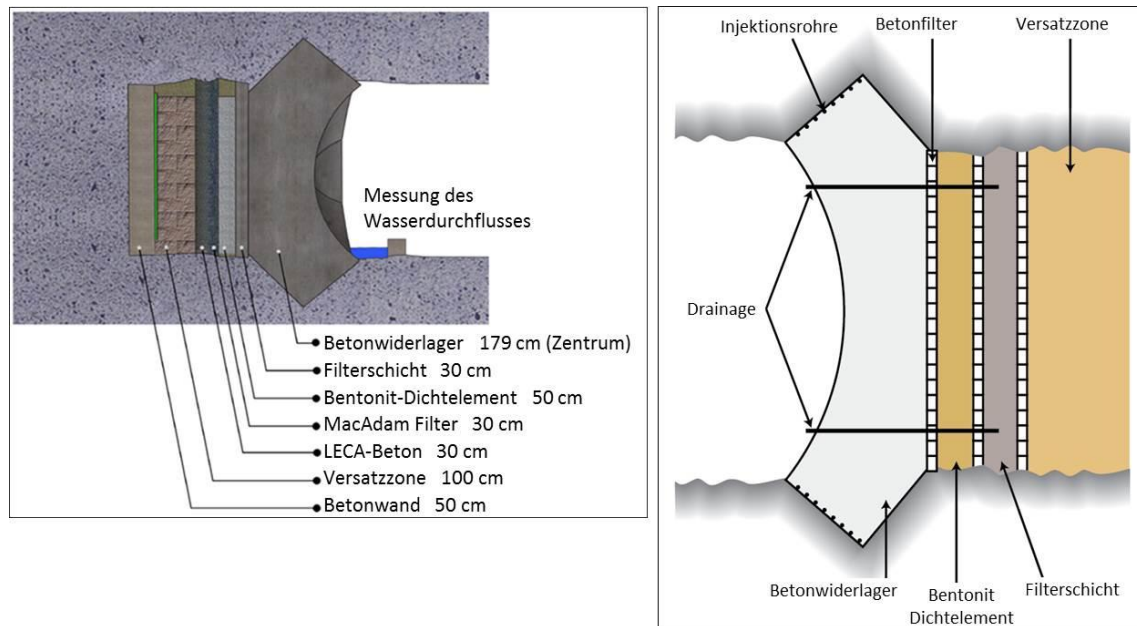 Messung des
Wasserdurchflusses
Betonwiderlager 179 cm (Zentrum)
Filterschicht 30 cm
Bentonit-Dichtelement 50 cm
MacAdam Filter 30 cm
LECA-Beton 30 cm
Versatzzone 100 cm
Betonwand 50 cm
Injektionsrohre
Betonfilter
Versatzzone
Drainage
Betonwiderlager
Bentonit
Dichtelement
Filterschicht